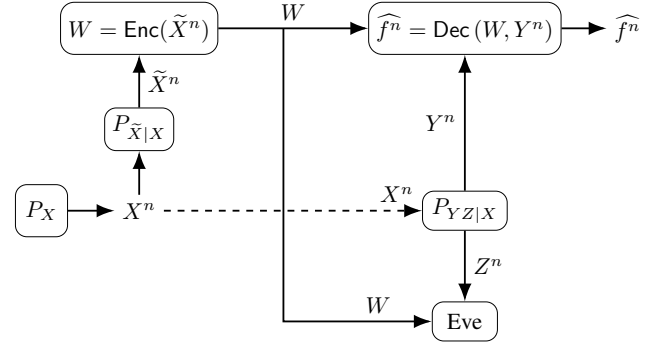 W
W = Enc(X̃ⁿ)
f̂ⁿ = Dec (W, Yⁿ)
f̂ⁿ
X̃ⁿ
P_{X̃|X}
Yⁿ
Xⁿ
P_X
Xⁿ
P_{YZ|X}
Zⁿ
W
Eve